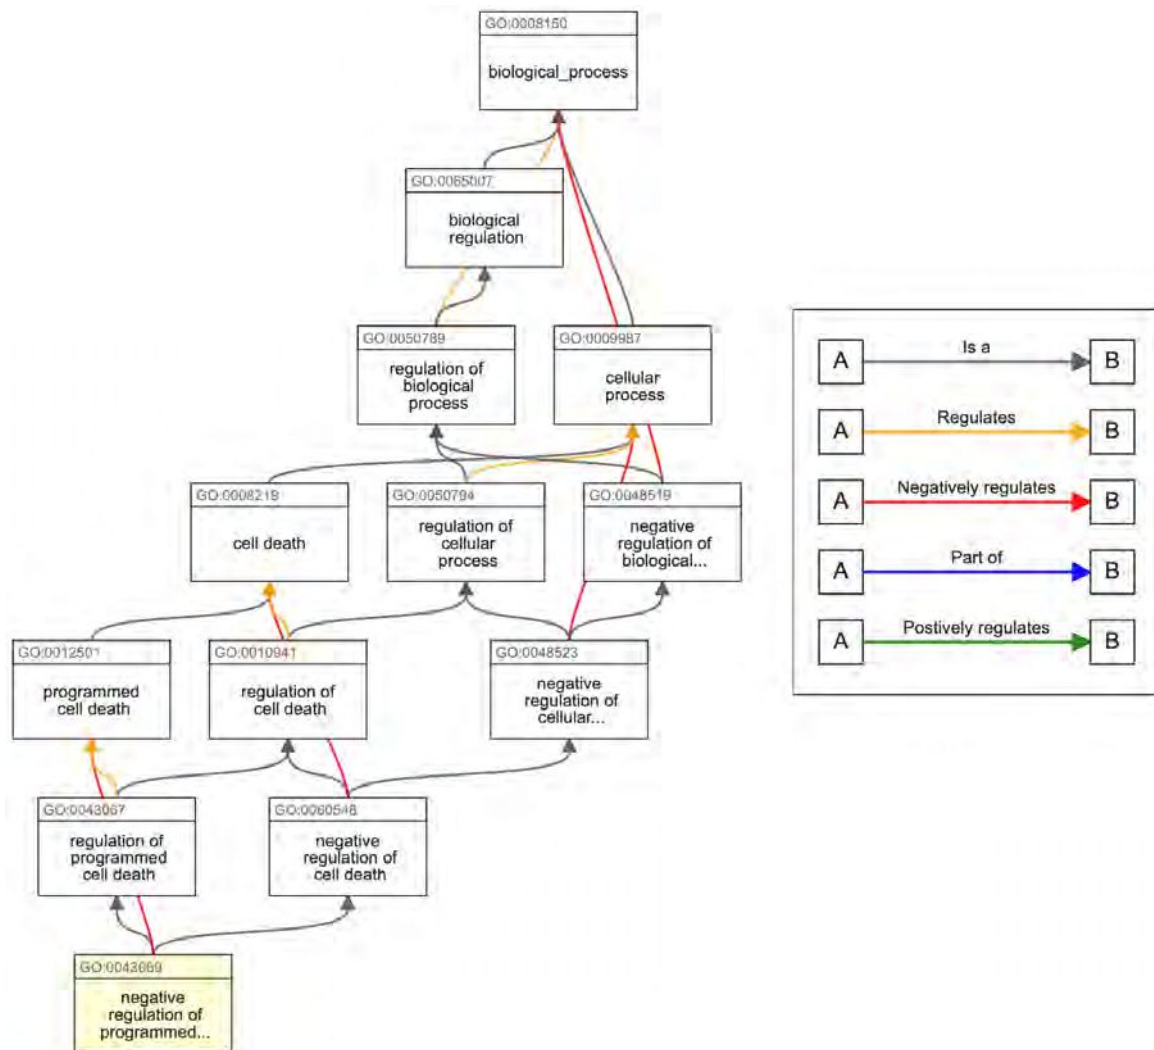 GO:0008150
biological_process
GO:0065007
biological
regulation
GO:0050789
regulation of
biological
process
GO:0009987
cellular
process
GO:0008219
cell death
GO:0050794
regulation of
cellular
process
GO:0048519
negative
regulation of
biological...
GO:0012501
programmed
cell death
GO:0010941
regulation of
cell death
GO:0048523
negative
regulation of
cellular...
GO:0043067
regulation of
programmed
cell death
GO:0060548
negative
regulation of
cell death
GO:0043069
negative
regulation of
programmed...
A Is a B
A Regulates B
A Negatively regulates B
A Part of B
A Postively regulates B